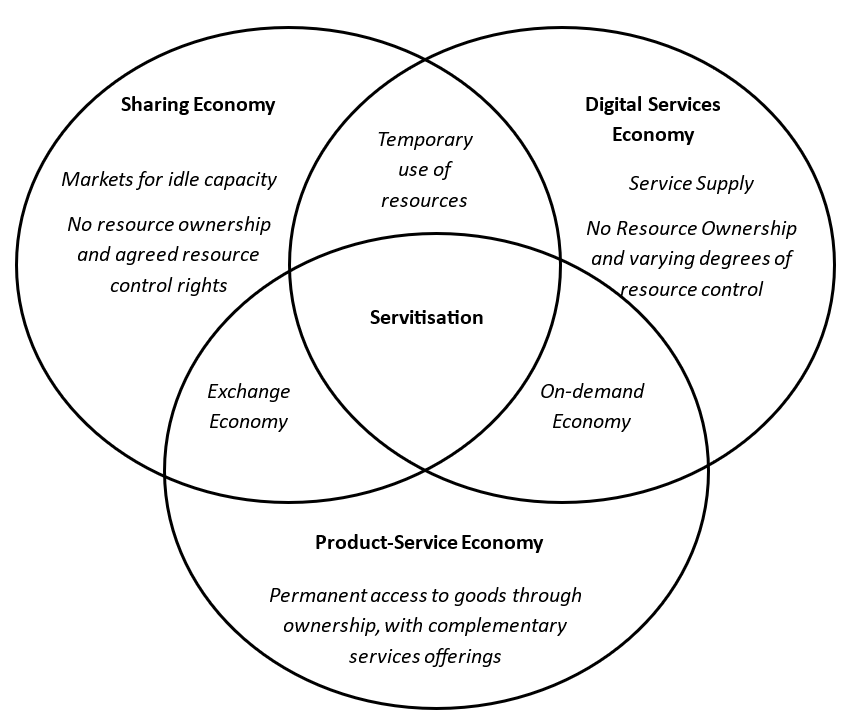 Sharing Economy
Markets for idle capacity
No resource ownership
and agreed resource
control rights
Temporary
use of
resources
Digital Services
Economy
Service Supply
No Resource Ownership
and varying degrees of
resource control
Servitisation
Exchange
Economy
On-demand
Economy
Product-Service Economy
Permanent access to goods through
ownership, with complementary
services offerings